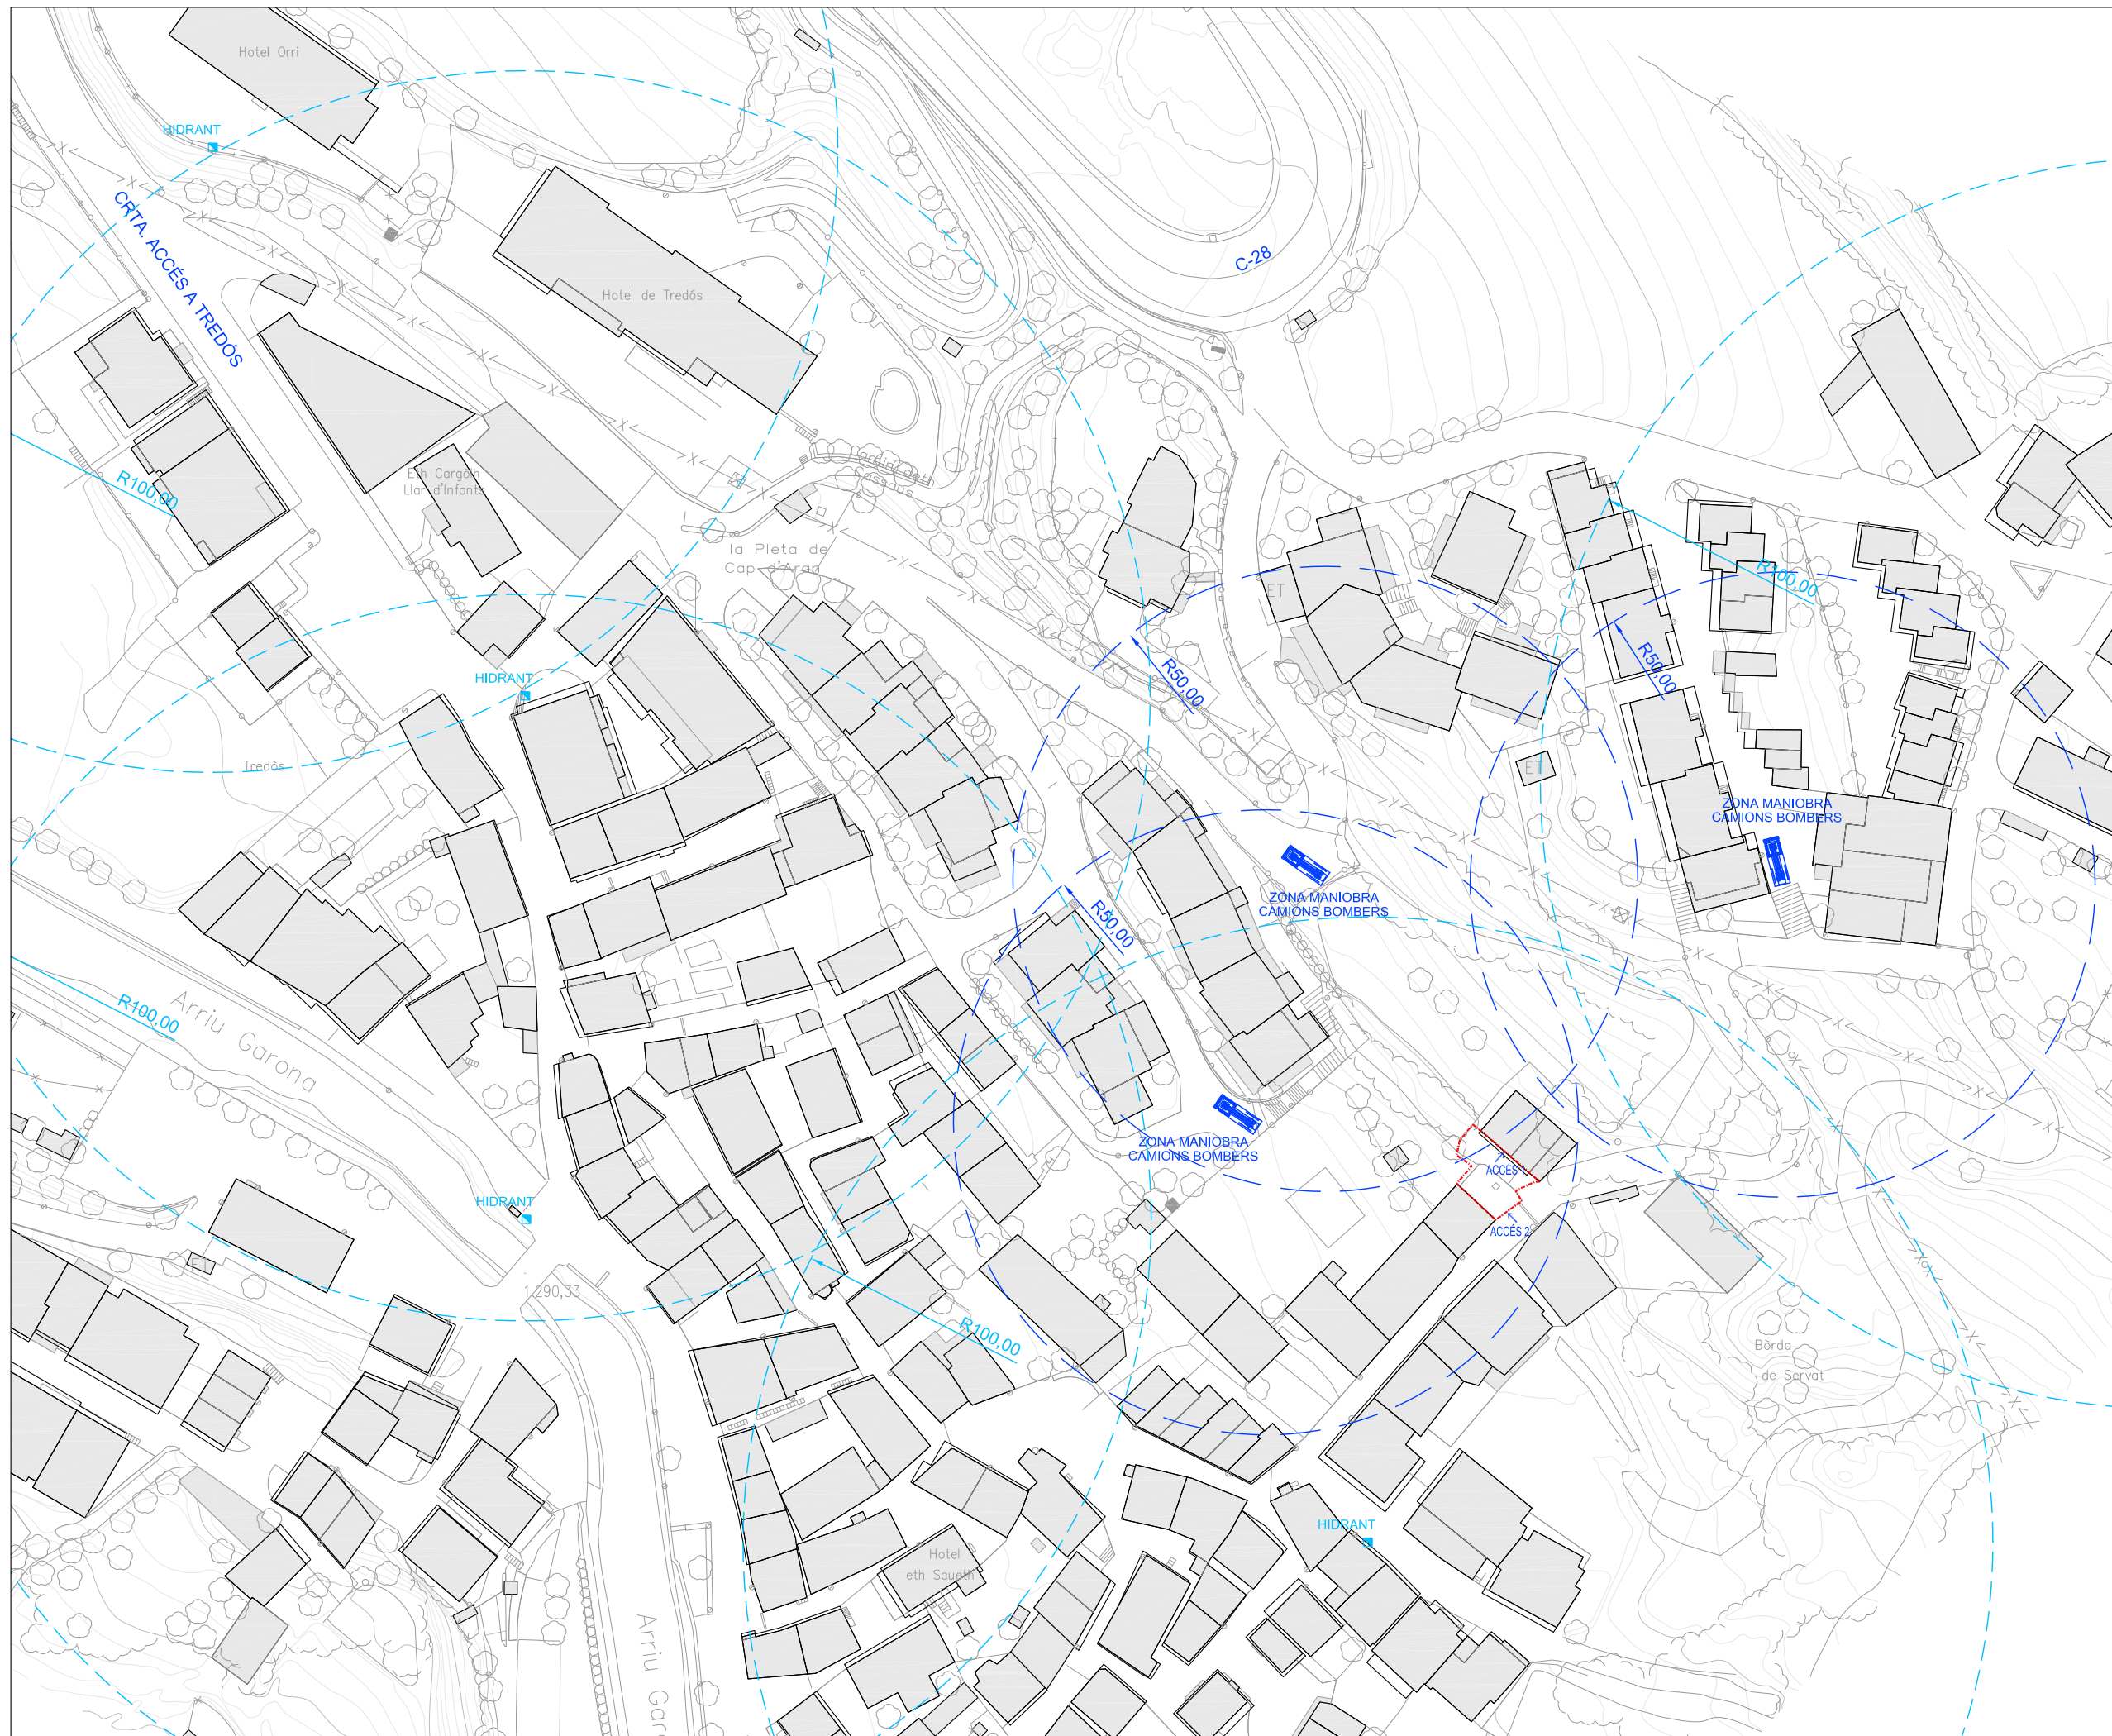 Hotel Orri
HIDRANT
CRTA. ACCÉS A TREDÓS
C-28
Hotel de Tredós
R100,00
Eth Cargòlh
Llar d'Infants
la Pleta de
Cap d'Aran
ET
R100,00
R50,00
R50,00
HIDRANT
Tredòs
ET
ZONA MANIOBRA
CAMIONS BOMBERS
ZONA MANIOBRA
CAMIONS BOMBERS
R50,00
R100,00
Arriu Garona
ZONA MANIOBRA
CAMIONS BOMBERS
ACCÉS 1
HIDRANT
ACCÉS 2
1.290,33
R100,00
Bòrda
de Servat
HIDRANT
Hotel
eth Saueth
Arriu Gar